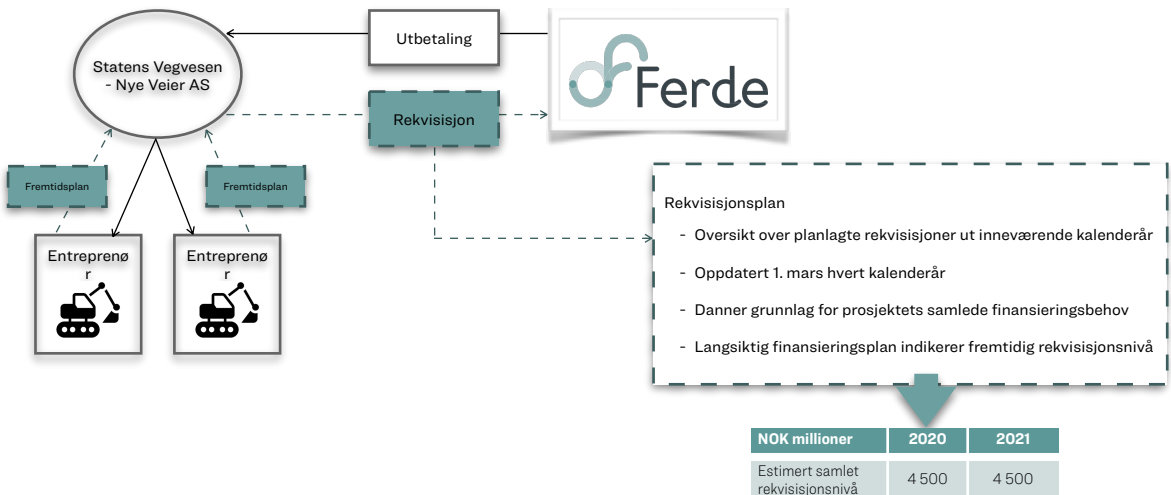 Utbetaling
Statens Vegvesen
- Nye Veier AS
Ferde
Rekvisisjon
Fremtidsplan
Fremtidsplan
Entreprenø
r
Entreprenø
r
Rekvisisjonsplan
- Oversikt over planlagte rekvisisjoner ut inneværende kalenderår
- Oppdatert 1. mars hvert kalenderår
- Danner grunnlag for prosjektets samlede finansieringsbehov
- Langsiktig finansieringsplan indikerer fremtidig rekvisisjonsnivå
NOK millioner 2020 2021
Estimert samlet
rekvisisjonsnivå 4 500 4 500